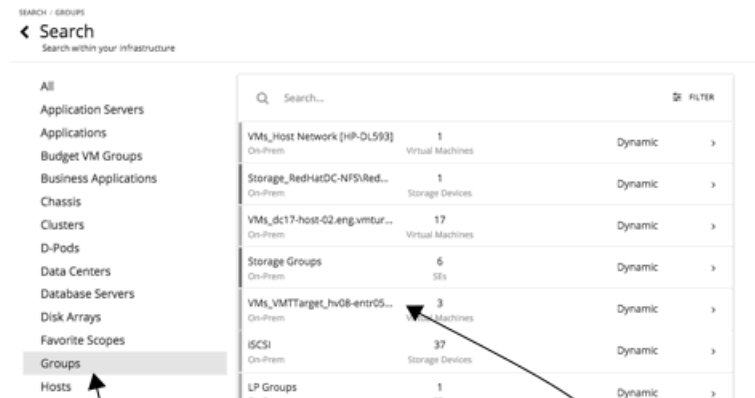 SEARCH / GROUPS
Search
Search within your infrastructure
All
Application Servers
Applications
Budget VM Groups
Business Applications
Chassis
Clusters
D-Pods
Data Centers
Database Servers
Disk Arrays
Favorite Scopes
Groups
Hosts
Search...
FILTER
VMs_Host Network [HP-DL593]
On-Prem
1
Virtual Machines
Dynamic
Storage_RedHatDC-NFS\Red...
On-Prem
1
Storage Devices
Dynamic
VMs_dc17-host-02.eng.vmtur...
On-Prem
17
Virtual Machines
Dynamic
Storage Groups
On-Prem
6
SEs
Dynamic
VMs_VMTTarget_hv08-entr05...
On-Prem
3
Machines
Dynamic
iSCSI
On-Prem
37
Storage Devices
Dynamic
LP Groups
1
Dynamic